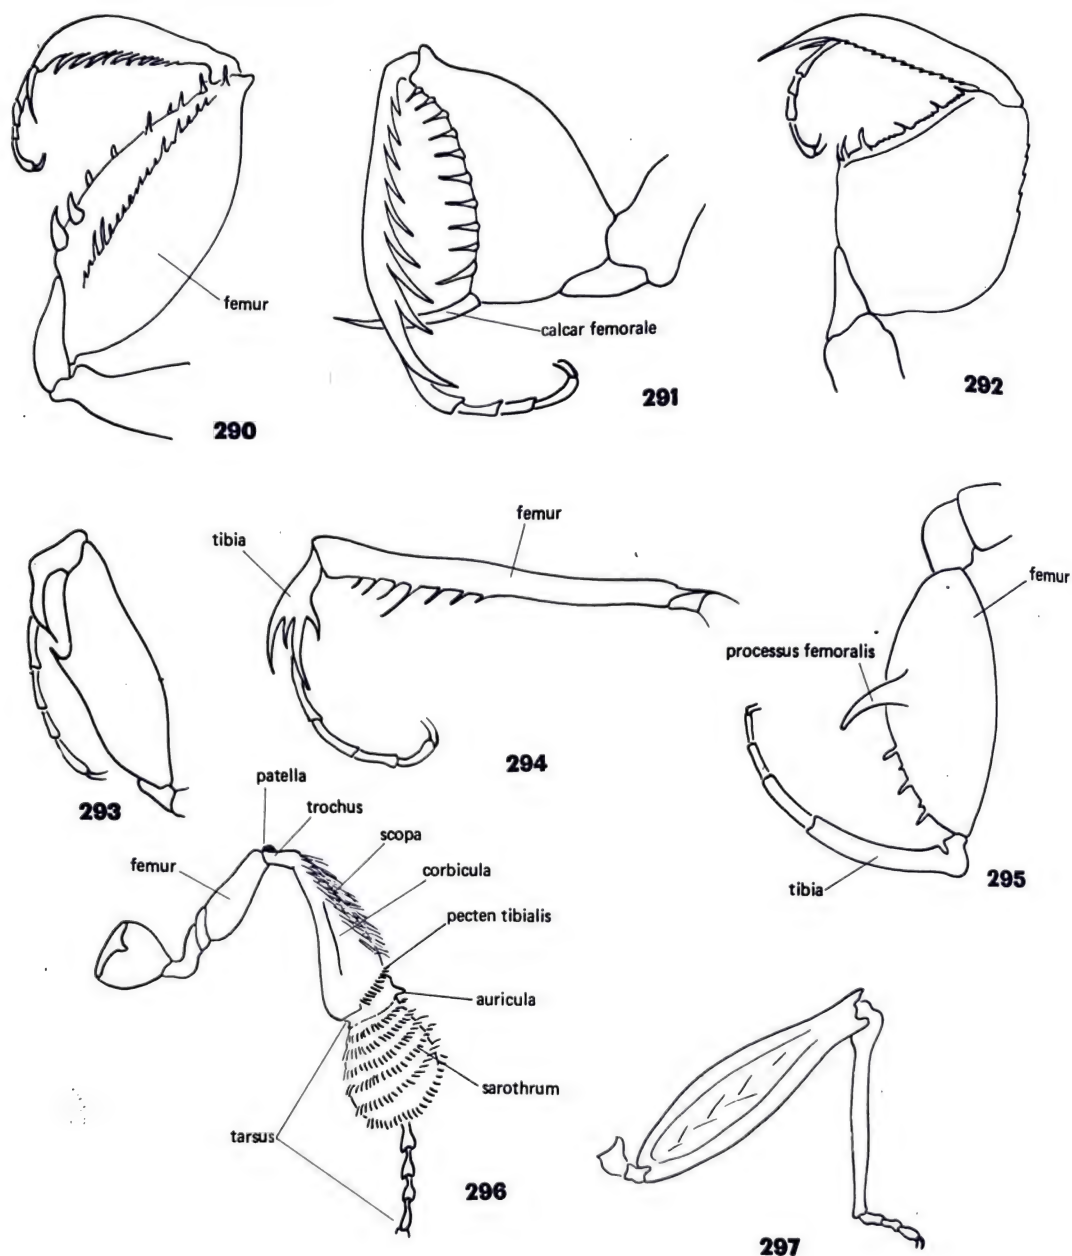 femur
290
calcar femorale
291
292
293
tibia
femur
294
femur
processus femoralis
tibia
295
patella
trochus
scopa
corbicula
femur
pecten tibialis
auricula
sarothrum
tarsus
296
297